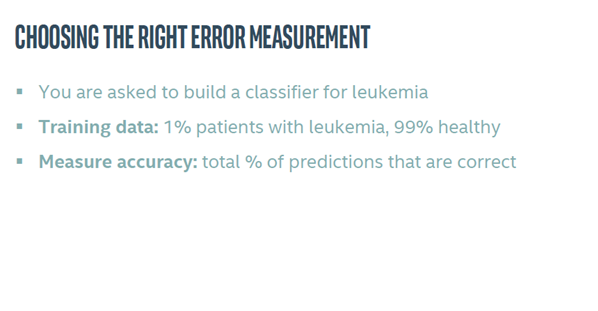 CHOOSING THE RIGHT ERROR MEASUREMENT
▪ You are asked to build a classifier for leukemia
▪ Training data: 1% patients with leukemia, 99% healthy
▪ Measure accuracy: total % of predictions that are correct